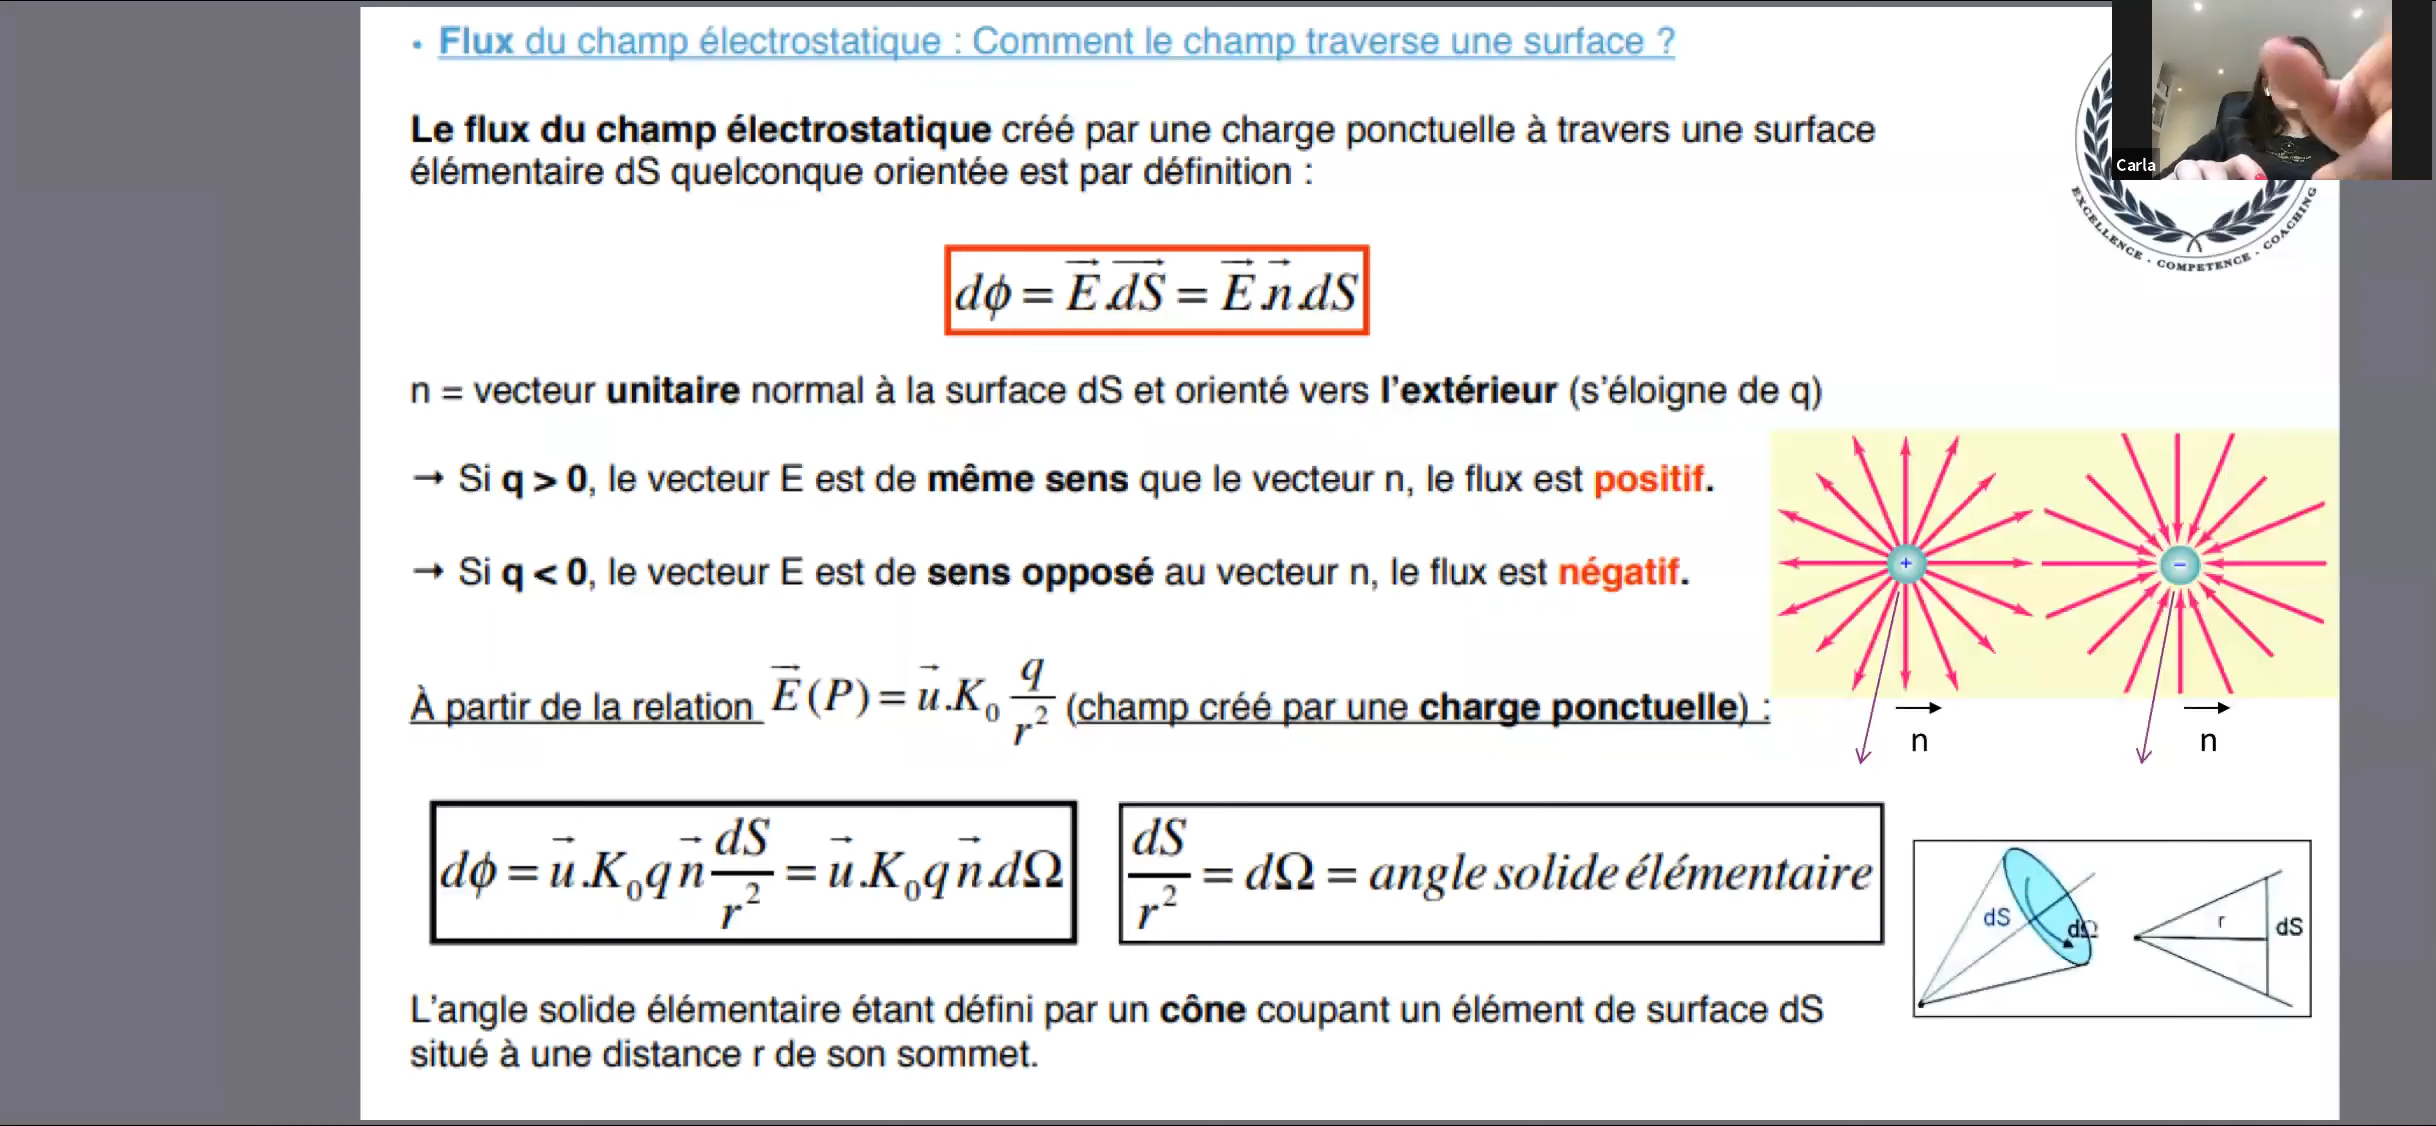 • Flux du champ électrostatique : Comment le champ traverse une surface ?
Carla
EXCELLENCE . COMPETENCE . COACHING
Le flux du champ électrostatique créé par une charge ponctuelle à travers une surface
élémentaire dS quelconque orientée est par définition :
dϕ = E⃗.dS⃗ = E⃗.n⃗.dS
n = vecteur unitaire normal à la surface dS et orienté vers l'extérieur (s'éloigne de q)
→ Si q > 0, le vecteur E est de même sens que le vecteur n, le flux est positif.
→ Si q < 0, le vecteur E est de sens opposé au vecteur n, le flux est négatif.
+
−
À partir de la relation E⃗(P) = u⃗.K₀ q/r² (champ créé par une charge ponctuelle) :
n
n
dϕ = u⃗.K₀qn⃗ dS/r² = u⃗.K₀qn⃗.dΩ
dS/r² = dΩ = angle solide élémentaire
dS
dΩ
r
dS
L'angle solide élémentaire étant défini par un cône coupant un élément de surface dS
situé à une distance r de son sommet.